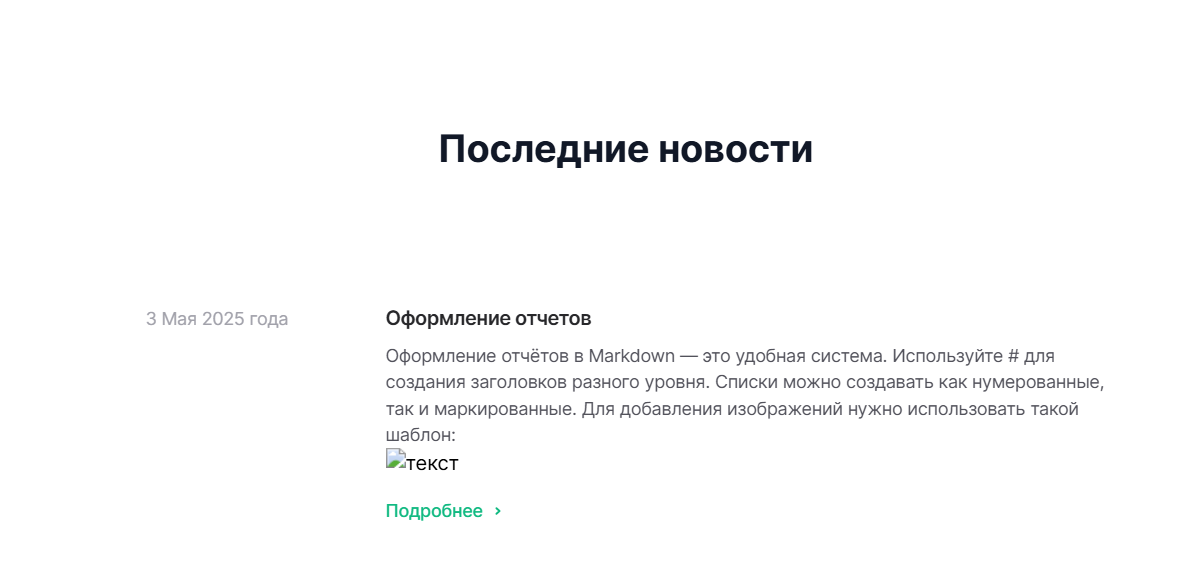 Последние новости
3 Мая 2025 года
Оформление отчетов
Оформление отчётов в Markdown — это удобная система. Используйте # для
создания заголовков разного уровня. Списки можно создавать как нумерованные,
так и маркированные. Для добавления изображений нужно использовать такой
шаблон:
текст
Подробнее